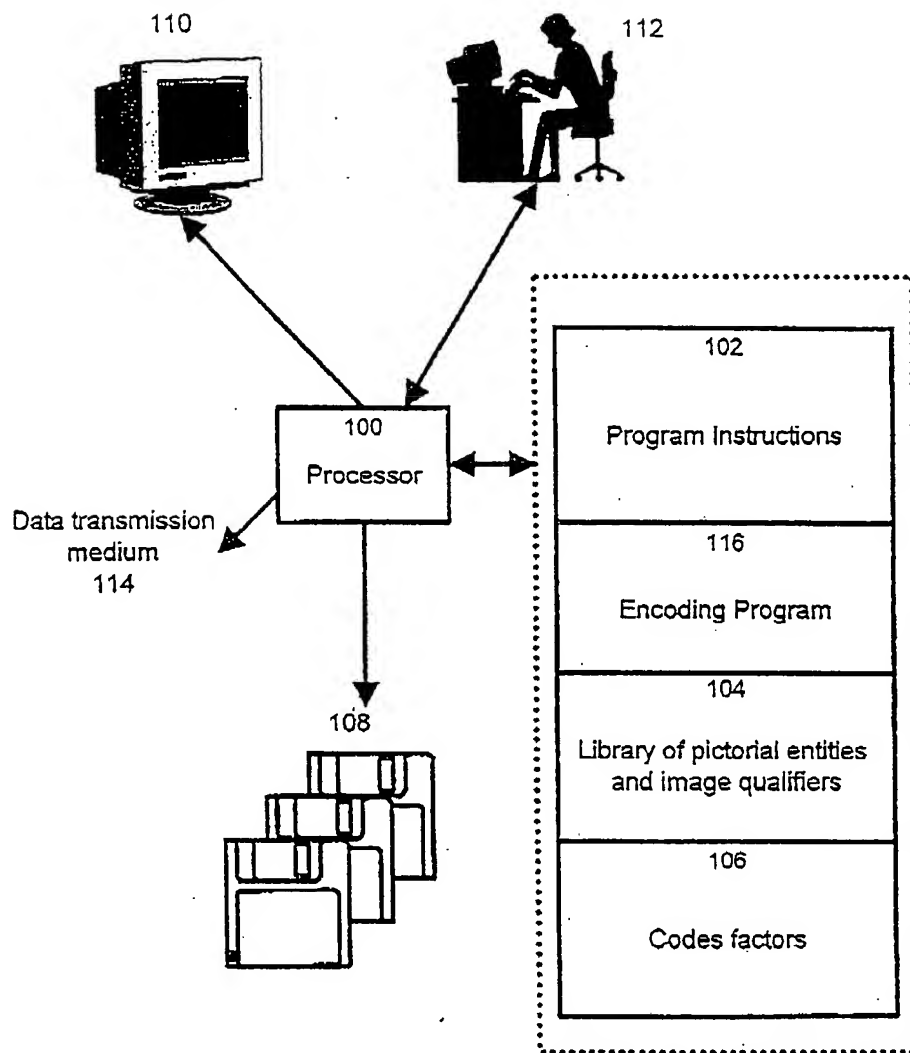 110
112
102
Program Instructions
100
Processor
Data transmission
medium
114
116
Encoding Program
104
Library of pictorial entities
and image qualifiers
108
106
Codes factors